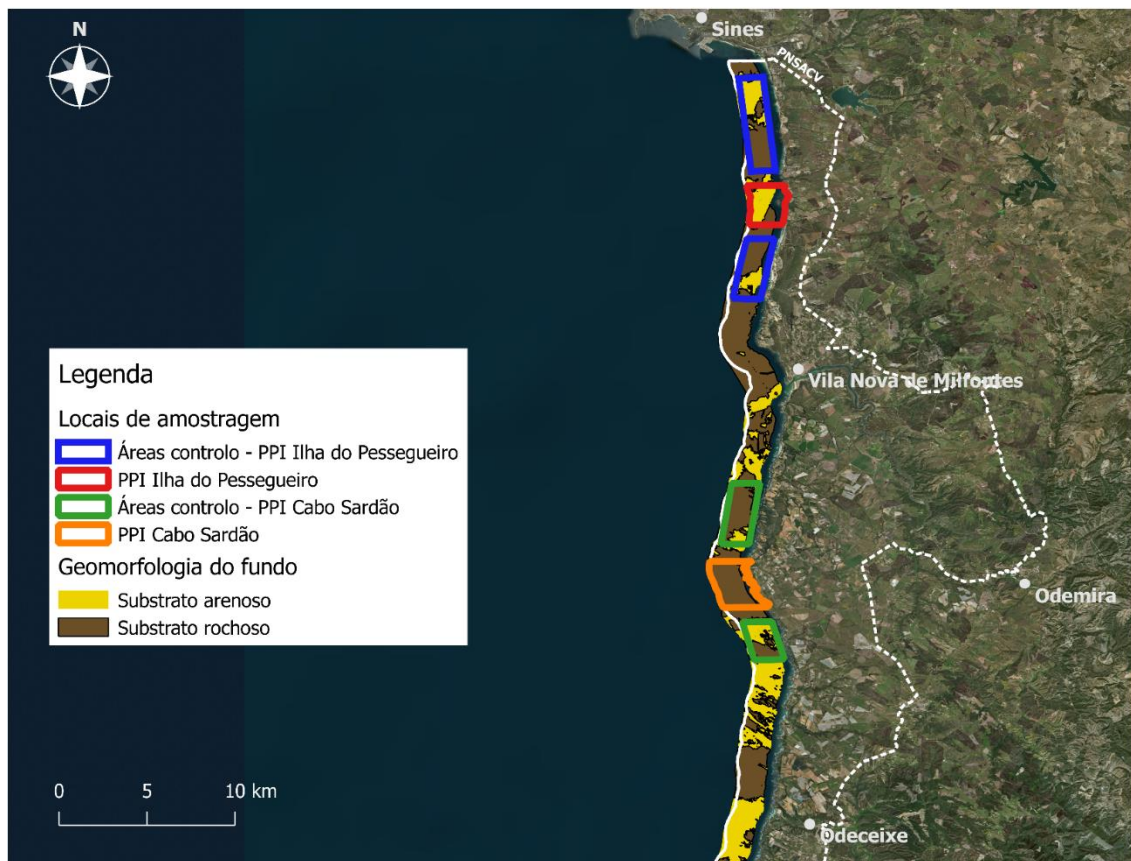 N
Sines
PNSACV
Vila Nova de Milfontes
Odemira
Odeceixe
Legenda
Locais de amostragem
Áreas controlo - PPI Ilha do Pessegueiro
PPI Ilha do Pessegueiro
Áreas controlo - PPI Cabo Sardão
PPI Cabo Sardão
Geomorfologia do fundo
Substrato arenoso
Substrato rochoso
0 5 10 km